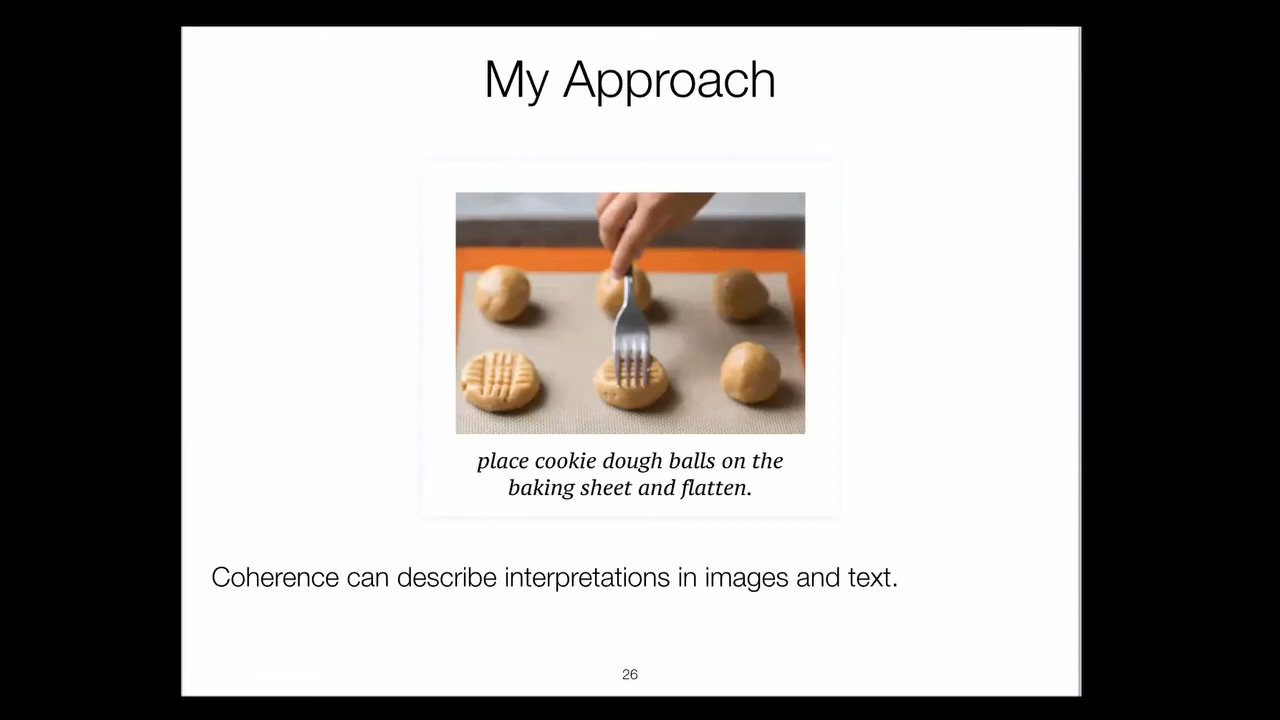 My Approach
place cookie dough balls on the
baking sheet and flatten.
Coherence can describe interpretations in images and text.
26